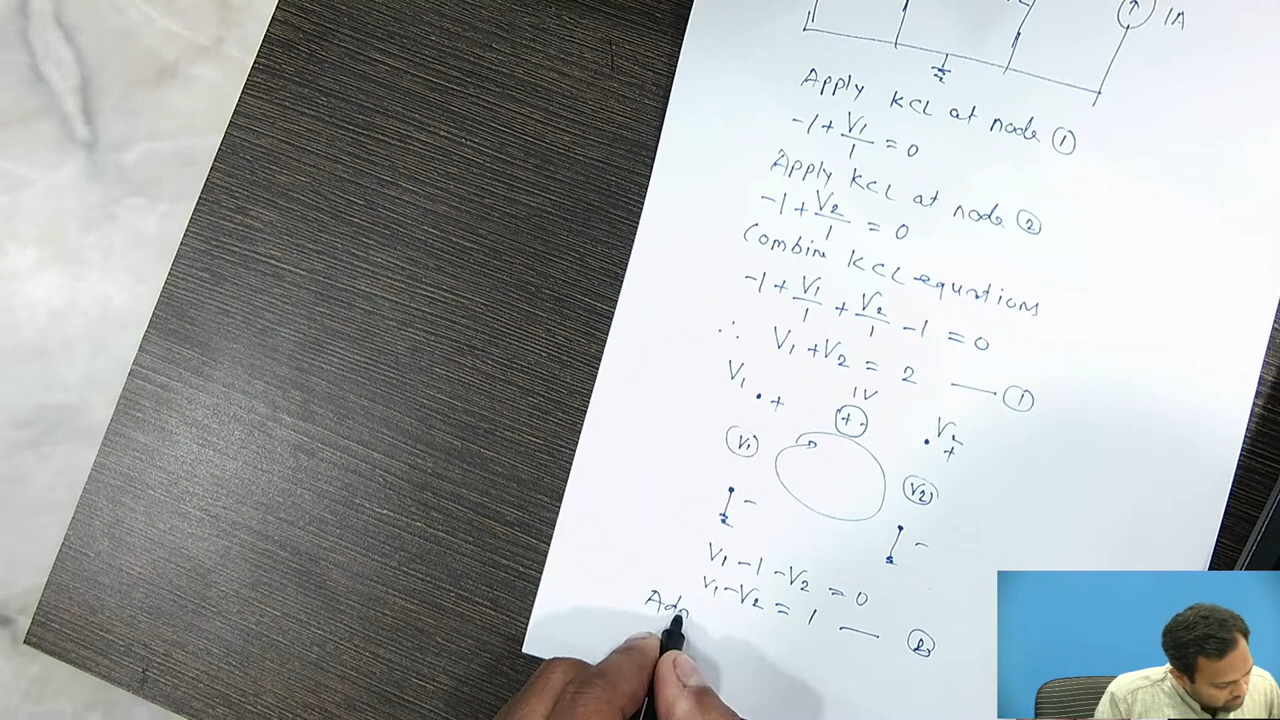 1A
Apply KCL at node ①
-1 + V1/1 = 0
Apply KCL at node ②
-1 + V2/1 = 0
Combine KCL equations
-1 + V1/1 + V2/1 - 1 = 0
∴ V1 + V2 = 2 — ①
1V
V1 + + - V2 +
V1 V2
- -
V1 - 1 - V2 = 0
V1 - V2 = 1 — ②
Add